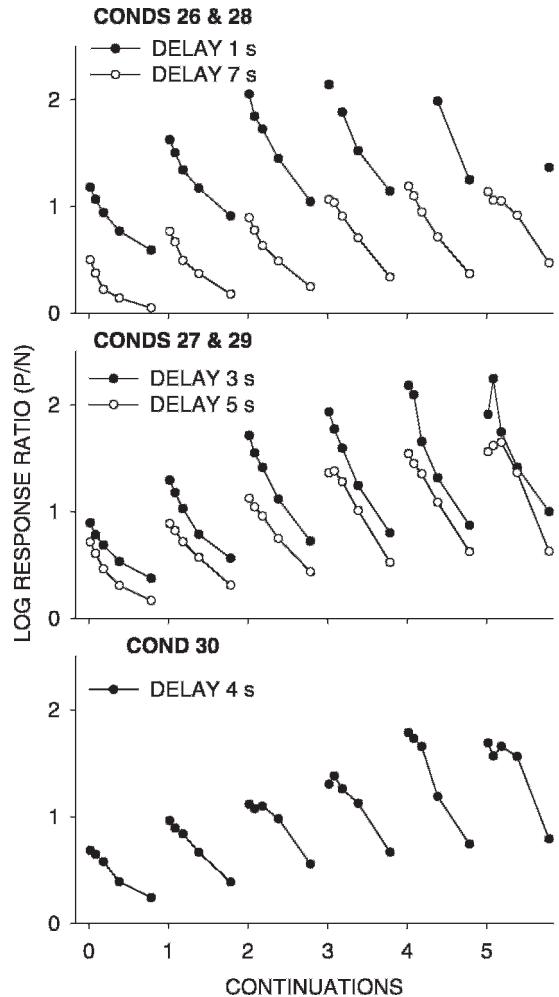 CONDS 26 & 28
DELAY 1 s
DELAY 7 s
2
1
0
CONDS 27 & 29
DELAY 3 s
DELAY 5 s
2
1
0
LOG RESPONSE RATIO (P/N)
COND 30
DELAY 4 s
2
1
0
0 1 2 3 4 5
CONTINUATIONS